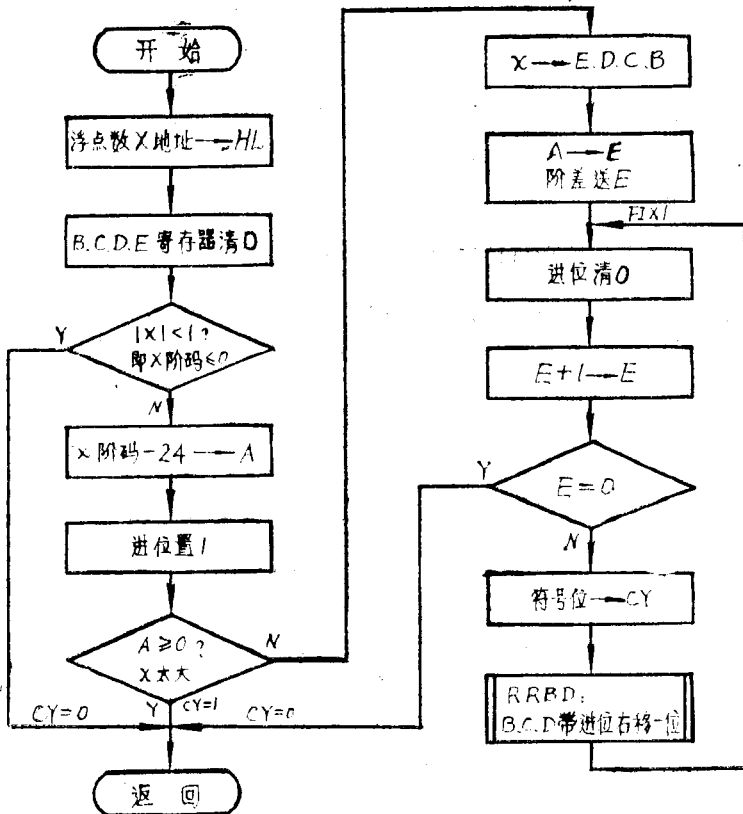 开始
浮点数X地址→HL
B.C.D.E寄存器清0
|X|<1?
即X阶码≤0
Y
N
x阶码-24→A
进位置1
A≥0?
X太大
N
Y
CY=1
CY=0
CY=0
返回
x→E.D.C.B
A→E
阶差送E
FIX1
进位清0
E+1→E
E=0
Y
N
符号位→CY
RRBD:
B.C.D带进位右移一位